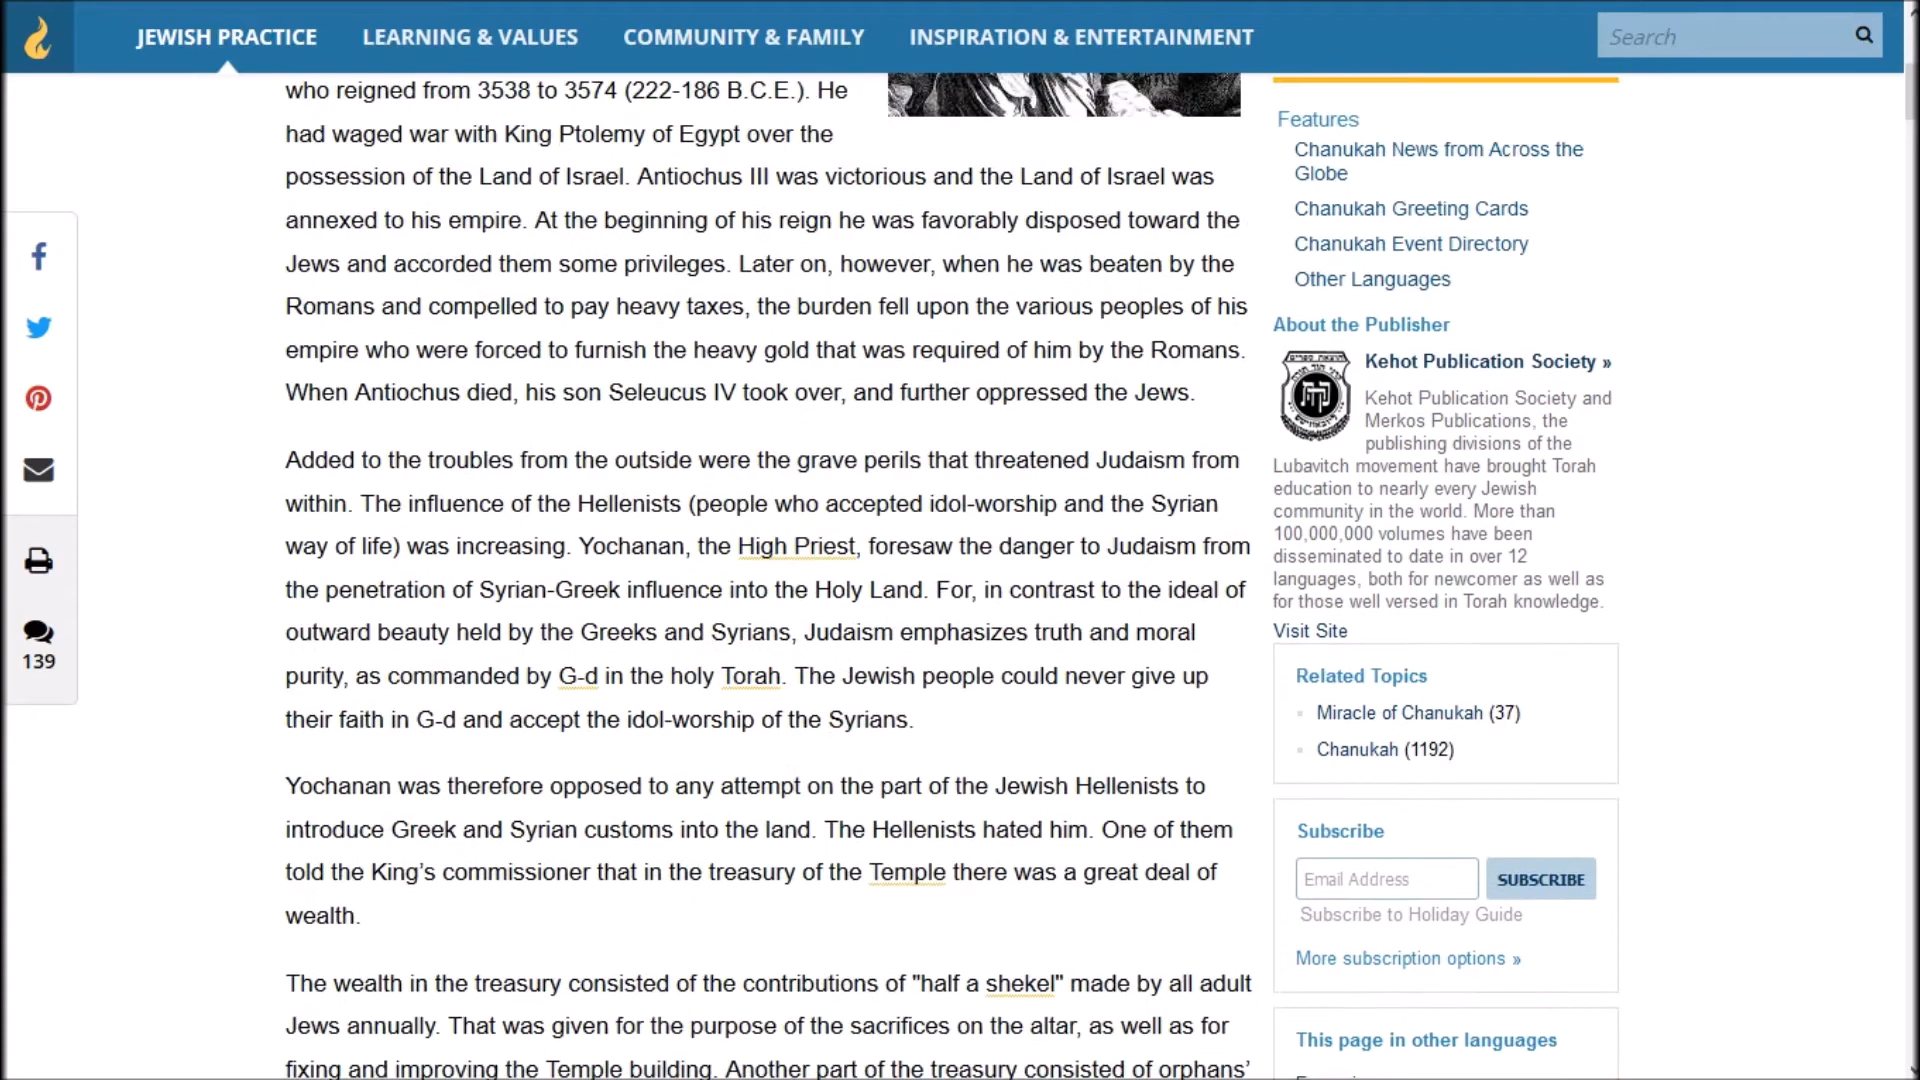 JEWISH PRACTICE
LEARNING & VALUES
COMMUNITY & FAMILY
INSPIRATION & ENTERTAINMENT
Search
who reigned from 3538 to 3574 (222-186 B.C.E.). He
had waged war with King Ptolemy of Egypt over the
possession of the Land of Israel. Antiochus III was victorious and the Land of Israel was
annexed to his empire. At the beginning of his reign he was favorably disposed toward the
Jews and accorded them some privileges. Later on, however, when he was beaten by the
Romans and compelled to pay heavy taxes, the burden fell upon the various peoples of his
empire who were forced to furnish the heavy gold that was required of him by the Romans.
When Antiochus died, his son Seleucus IV took over, and further oppressed the Jews.
Added to the troubles from the outside were the grave perils that threatened Judaism from
within. The influence of the Hellenists (people who accepted idol-worship and the Syrian
way of life) was increasing. Yochanan, the High Priest, foresaw the danger to Judaism from
the penetration of Syrian-Greek influence into the Holy Land. For, in contrast to the ideal of
outward beauty held by the Greeks and Syrians, Judaism emphasizes truth and moral
purity, as commanded by G-d in the holy Torah. The Jewish people could never give up
their faith in G-d and accept the idol-worship of the Syrians.
Yochanan was therefore opposed to any attempt on the part of the Jewish Hellenists to
introduce Greek and Syrian customs into the land. The Hellenists hated him. One of them
told the King’s commissioner that in the treasury of the Temple there was a great deal of
wealth.
The wealth in the treasury consisted of the contributions of "half a shekel" made by all adult
Jews annually. That was given for the purpose of the sacrifices on the altar, as well as for
fixing and improving the Temple building. Another part of the treasury consisted of orphans’
139
Features
Chanukah News from Across the
Globe
Chanukah Greeting Cards
Chanukah Event Directory
Other Languages
About the Publisher
Kehot Publication Society »
Kehot Publication Society and
Merkos Publications, the
publishing divisions of the
Lubavitch movement have brought Torah
education to nearly every Jewish
community in the world. More than
100,000,000 volumes have been
disseminated to date in over 12
languages, both for newcomer as well as
for those well versed in Torah knowledge.
Visit Site
Related Topics
Miracle of Chanukah (37)
Chanukah (1192)
Subscribe
Email Address
SUBSCRIBE
Subscribe to Holiday Guide
More subscription options »
This page in other languages